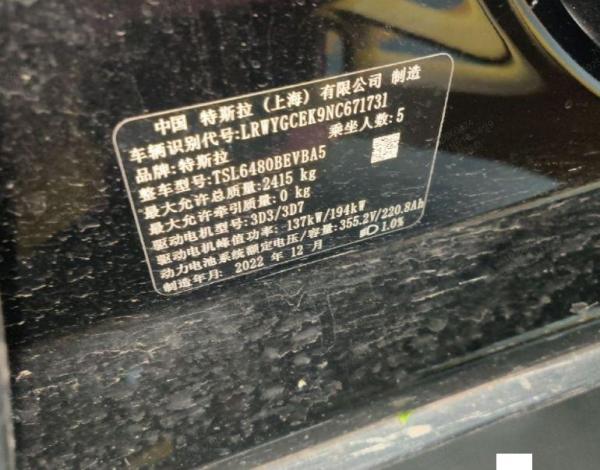 中国 特斯拉（上海）有限公司 制造
车辆识别代号:LRWYGCEK9NC671731
品牌:特斯拉 乘坐人数:5
整车型号:TSL6480BEVBA5
最大允许总质量:2415 kg
最大允许牵引质量:0 kg
驱动电机型号:3D3/3D7
驱动电机峰值功率: 137kW/194kW
动力电池系统额定电压/容量:355.2V/220.8Ah
制造年月: 2022 年 12 月 1.0%